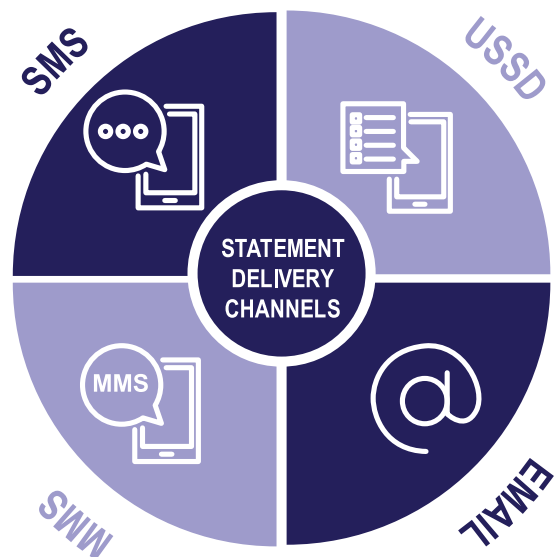 SMS
USSD
STATEMENT
DELIVERY
CHANNELS
MMS
MMS
EMAIL